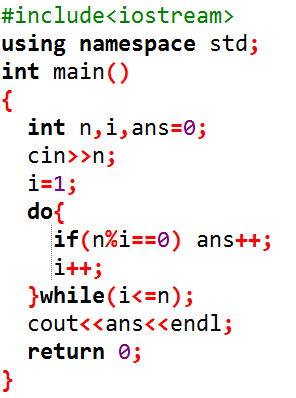 #include<iostream>
using namespace std;
int main()
{
  int n,i,ans=0;
  cin>>n;
  i=1;
  do{
    if(n%i==0) ans++;
    i++;
  }while(i<=n);
  cout<<ans<<endl;
  return 0;
}